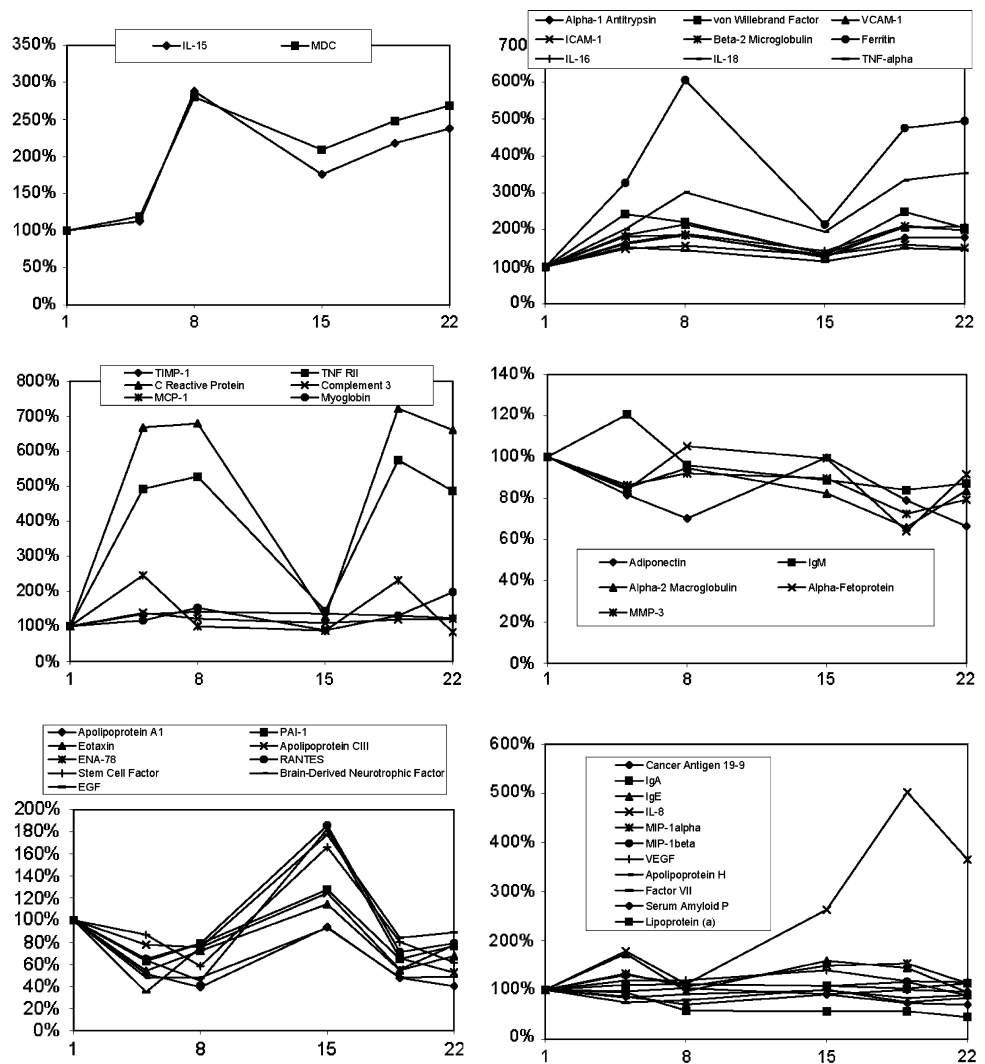 IL-15 MDC
350%
300%
250%
200%
150%
100%
50%
0%
1 8 15 22
Alpha-1 Antitrypsin von Willebrand Factor VCAM-1
ICAM-1 Beta-2 Microglobulin Ferritin
IL-16 IL-18 TNF-alpha
700
600%
500%
400%
300%
200%
100%
0%
1 8 15 22
TIMP-1 TNF RII
C Reactive Protein Complement 3
MCP-1 Myoglobin
800%
700%
600%
500%
400%
300%
200%
100%
0%
1 8 15 22
140%
120%
100%
80%
60%
40%
20%
0%
Adiponectin IgM
Alpha-2 Macroglobulin Alpha-Fetoprotein
MMP-3
1 8 15 22
Apolipoprotein A1 PAI-1
Eotaxin Apolipoprotein CIII
ENA-78 RANTES
Stem Cell Factor Brain-Derived Neurotrophic Factor
EGF
200%
180%
160%
140%
120%
100%
80%
60%
40%
20%
0%
1 8 15 22
600%
500%
400%
300%
200%
100%
0%
Cancer Antigen 19-9
IgA
IgE
IL-8
MIP-1alpha
MIP-1beta
VEGF
Apolipoprotein H
Factor VII
Serum Amyloid P
Lipoprotein (a)
1 8 15 22